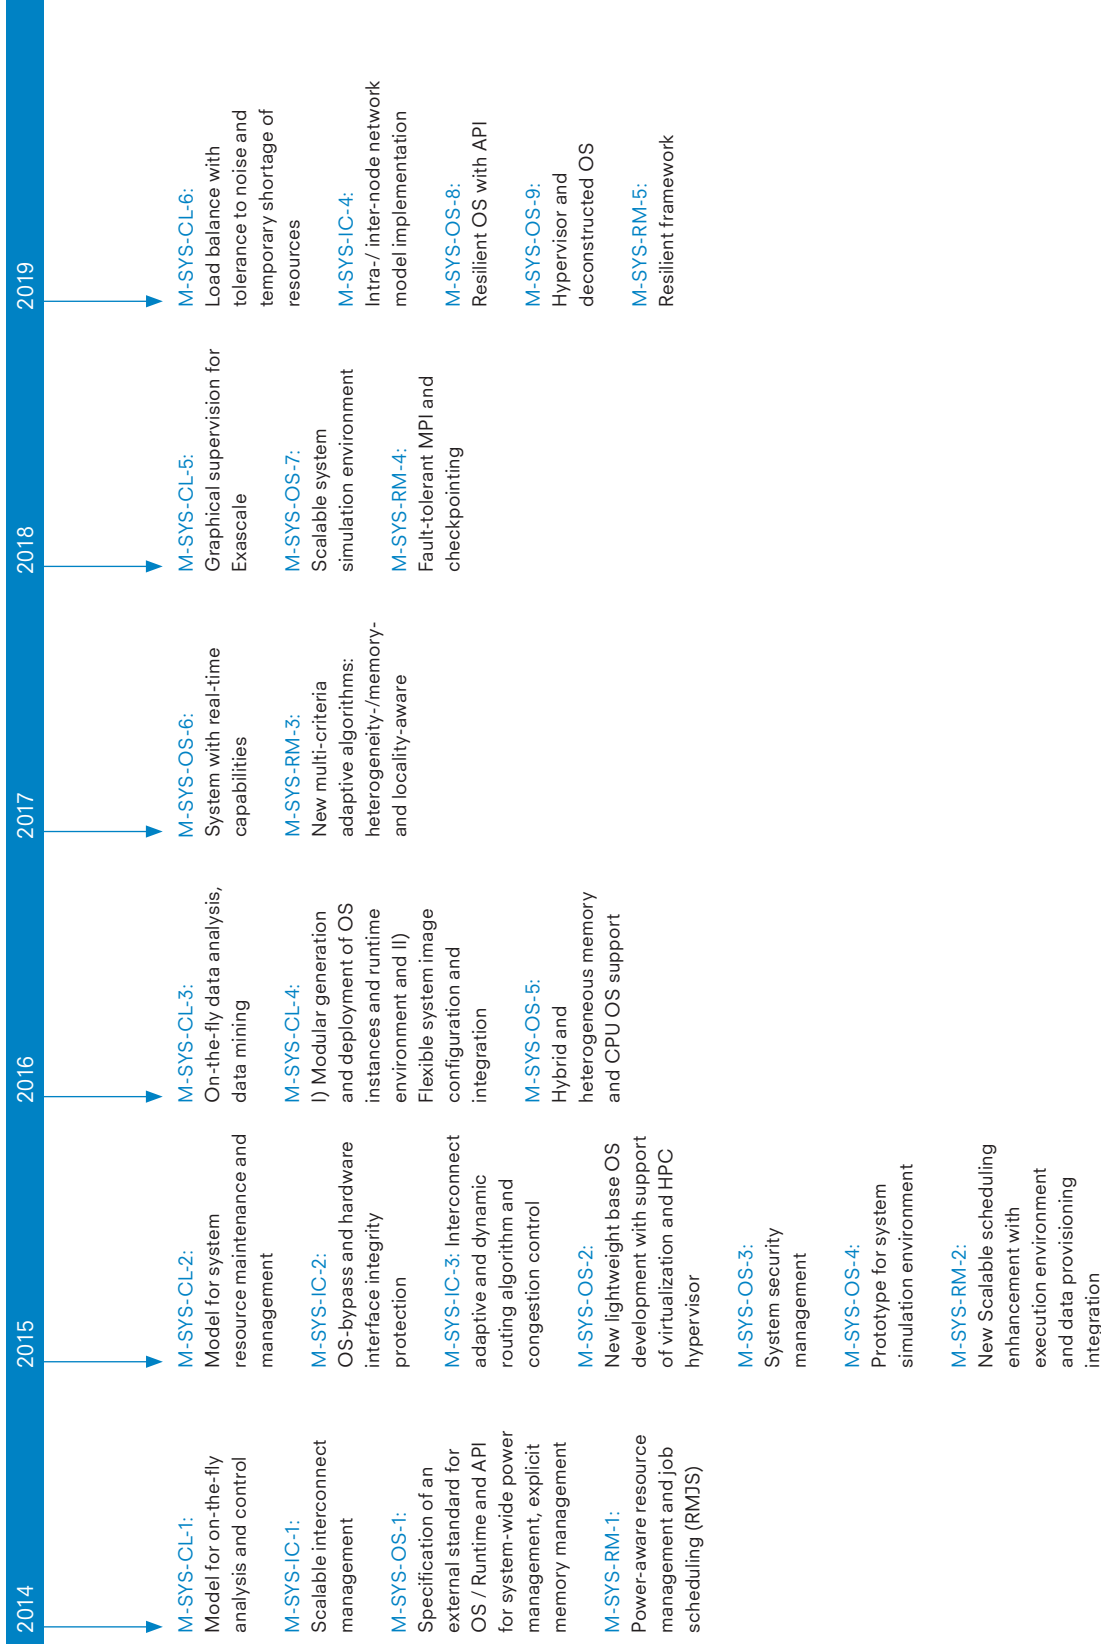 2014
M-SYS-CL-1:
Model for on-the-fly
analysis and control
M-SYS-IC-1:
Scalable interconnect
management
M-SYS-OS-1:
Specification of an
external standard for
OS / Runtime and API
for system-wide power
management, explicit
memory management
M-SYS-RM-1:
Power-aware resource
management and job
scheduling (RMJS)
2015
M-SYS-CL-2:
Model for system
resource maintenance and
management
M-SYS-IC-2:
OS-bypass and hardware
interface integrity
protection
M-SYS-IC-3: Interconnect
adaptive and dynamic
routing algorithm and
congestion control
M-SYS-OS-2:
New lightweight base OS
development with support
of virtualization and HPC
hypervisor
M-SYS-OS-3:
System security
management
M-SYS-OS-4:
Prototype for system
simulation environment
M-SYS-RM-2:
New Scalable scheduling
enhancement with
execution environment
and data provisioning
integration
2016
M-SYS-CL-3:
On-the-fly data analysis,
data mining
M-SYS-CL-4:
I) Modular generation
and deployment of OS
instances and runtime
environment and II)
Flexible system image
configuration and
integration
M-SYS-OS-5:
Hybrid and
heterogeneous memory
and CPU OS support
2017
M-SYS-OS-6:
System with real-time
capabilities
M-SYS-RM-3:
New multi-criteria
adaptive algorithms:
heterogeneity-/memory-
and locality-aware
2018
M-SYS-CL-5:
Graphical supervision for
Exascale
M-SYS-OS-7:
Scalable system
simulation environment
M-SYS-RM-4:
Fault-tolerant MPI and
checkpointing
2019
M-SYS-CL-6:
Load balance with
tolerance to noise and
temporary shortage of
resources
M-SYS-IC-4:
Intra-/ inter-node network
model implementation
M-SYS-OS-8:
Resilient OS with API
M-SYS-OS-9:
Hypervisor and
deconstructed OS
M-SYS-RM-5:
Resilient framework